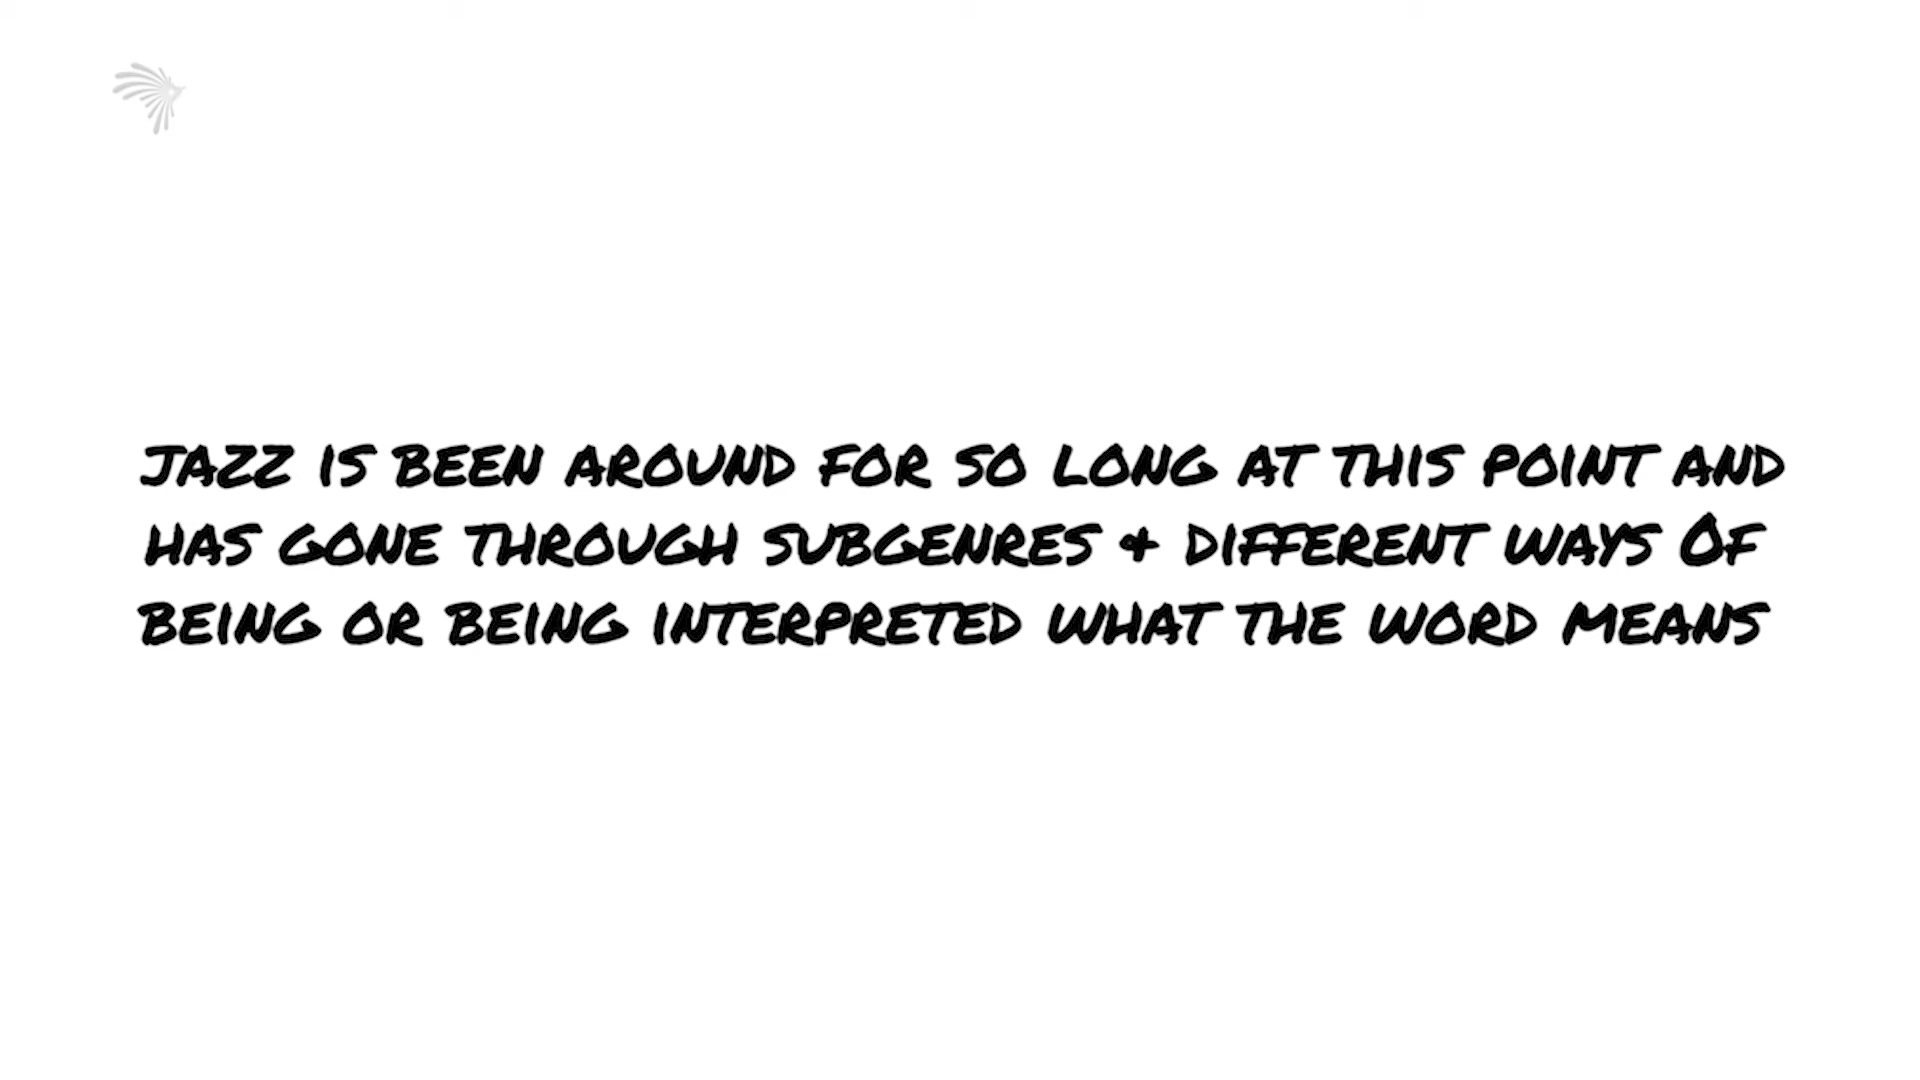 JAZZ IS BEEN AROUND FOR SO LONG AT THIS POINT AND
HAS GONE THROUGH SUBGENRES & DIFFERENT WAYS OF
BEING OR BEING INTERPRETED WHAT THE WORD MEANS